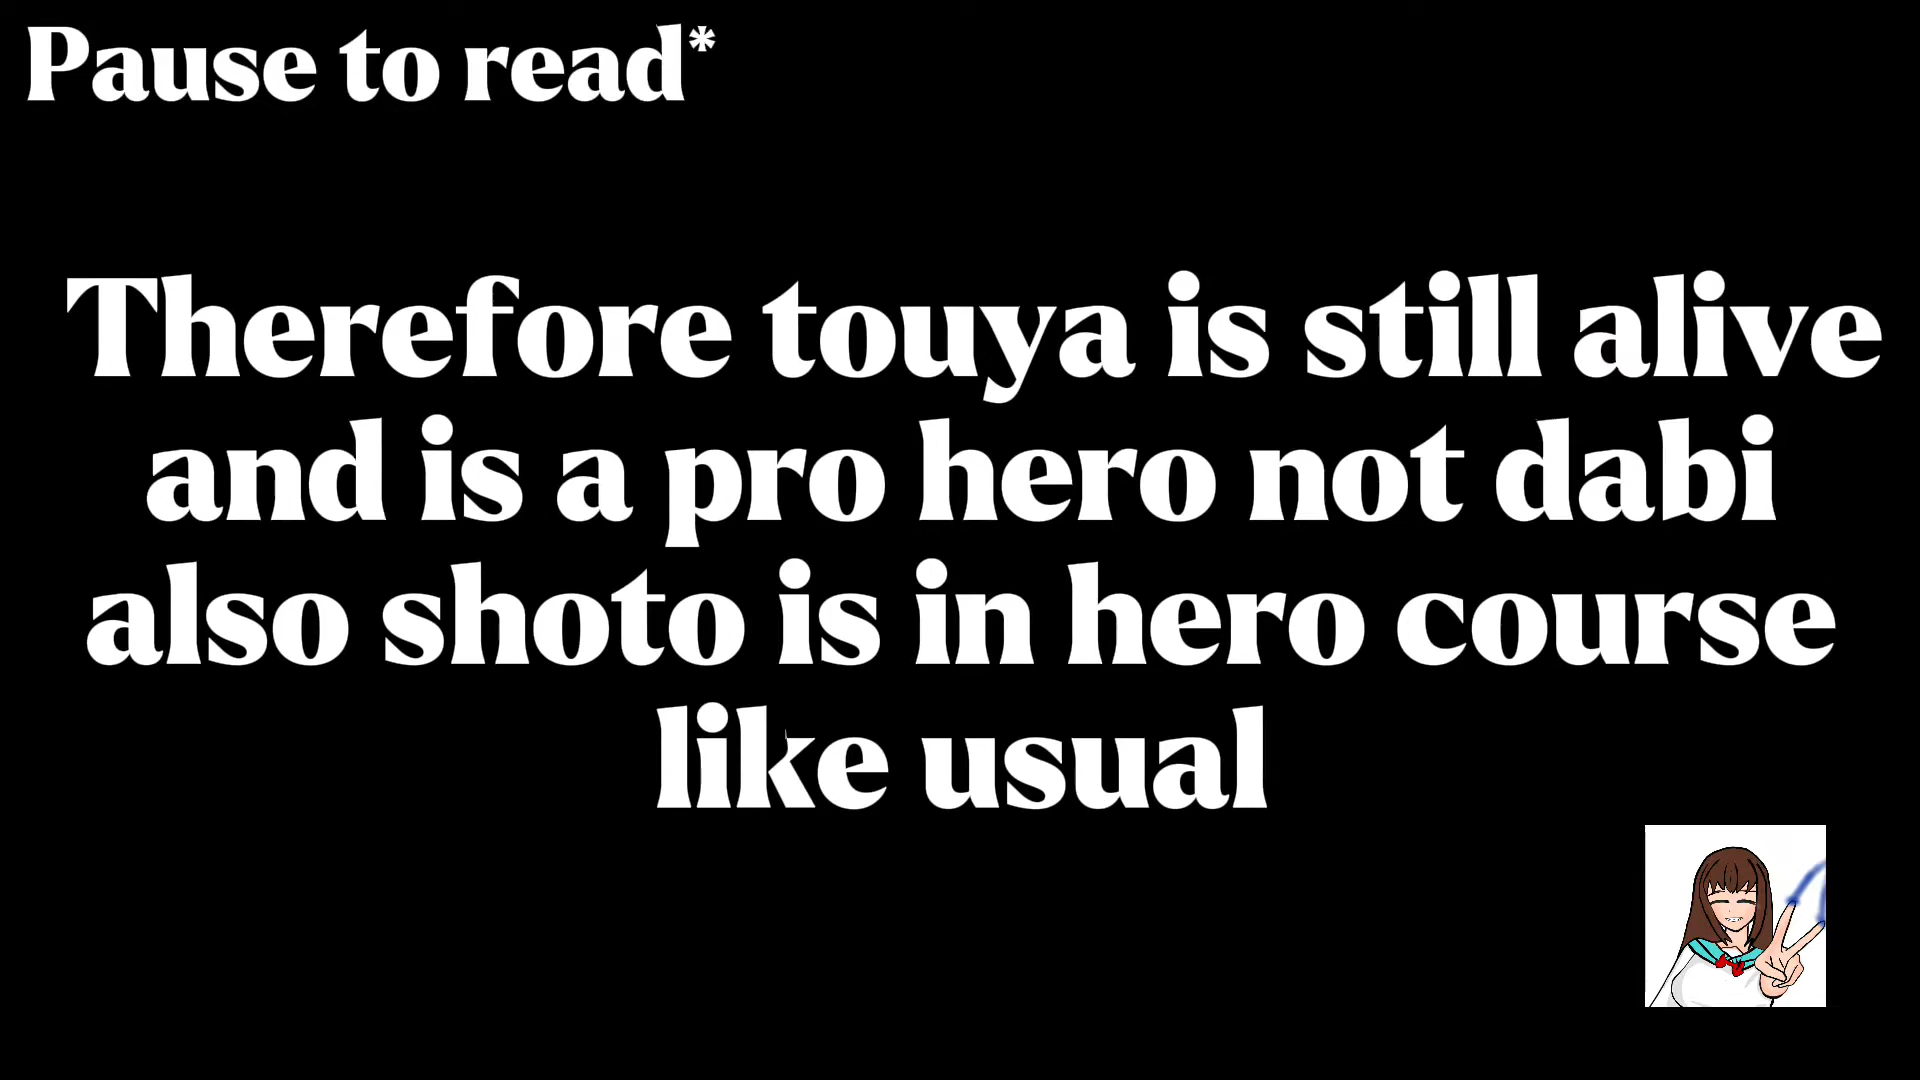 Pause to read*
Therefore touya is still alive
and is a pro hero not dabi
also shoto is in hero course
like usual